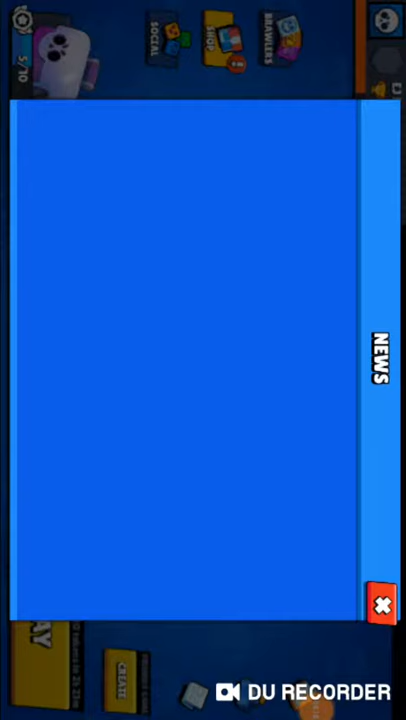 BRAWLERS
SHOP
SOCIAL
5/10
NEWS
CREATE
DU RECORDER